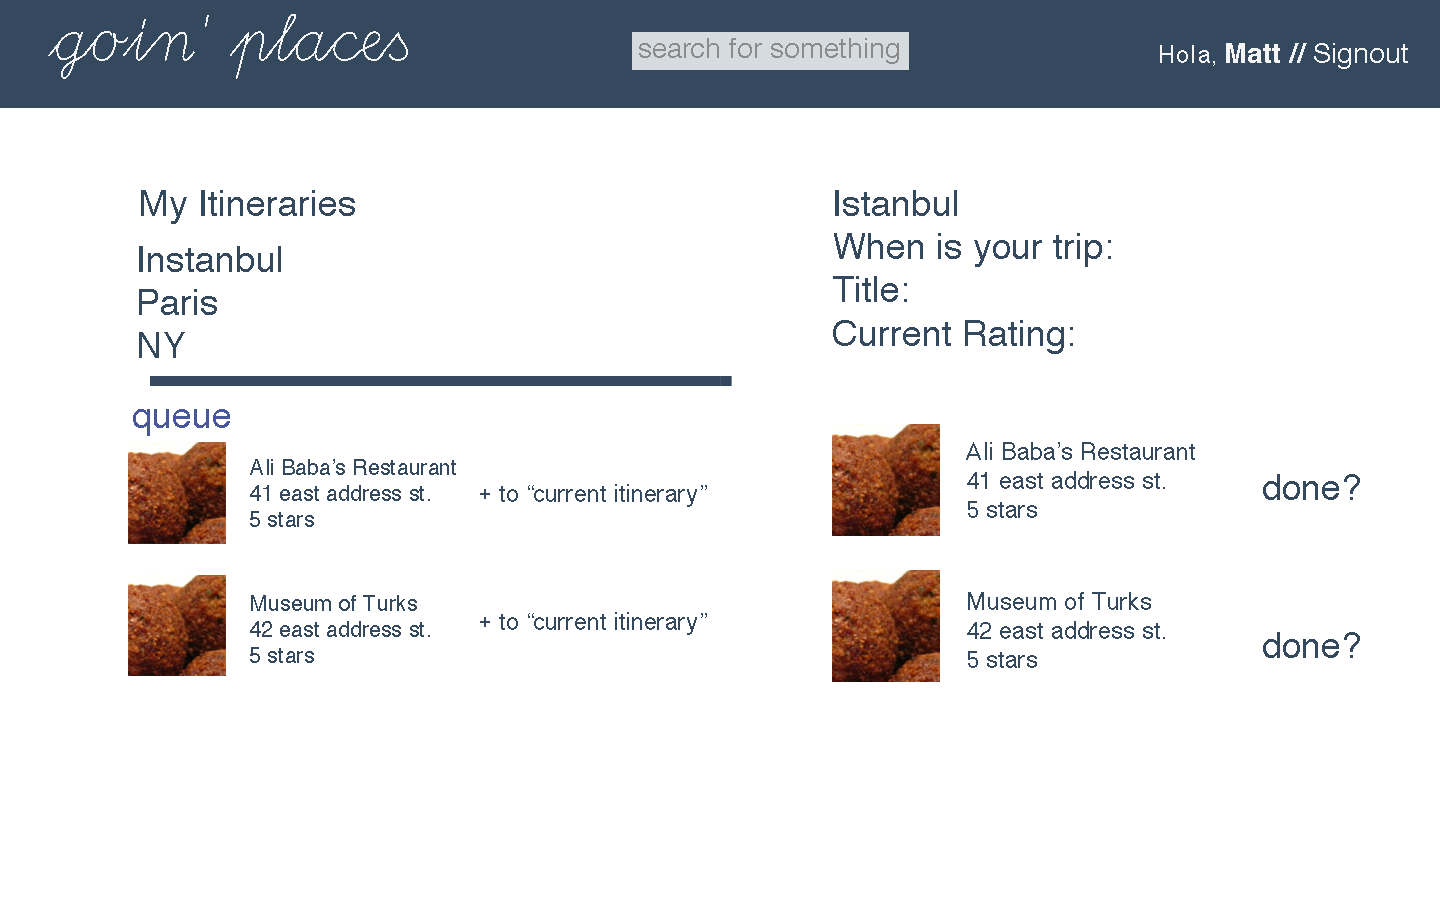 goin' places
search for something
Hola, Matt // Signout
My Itineraries
Instanbul
Paris
NY
queue
Ali Baba’s Restaurant
41 east address st.
5 stars
+ to “current itinerary”
Museum of Turks
42 east address st.
5 stars
+ to “current itinerary”
Istanbul
When is your trip:
Title:
Current Rating:
Ali Baba’s Restaurant
41 east address st.
5 stars
done?
Museum of Turks
42 east address st.
5 stars
done?